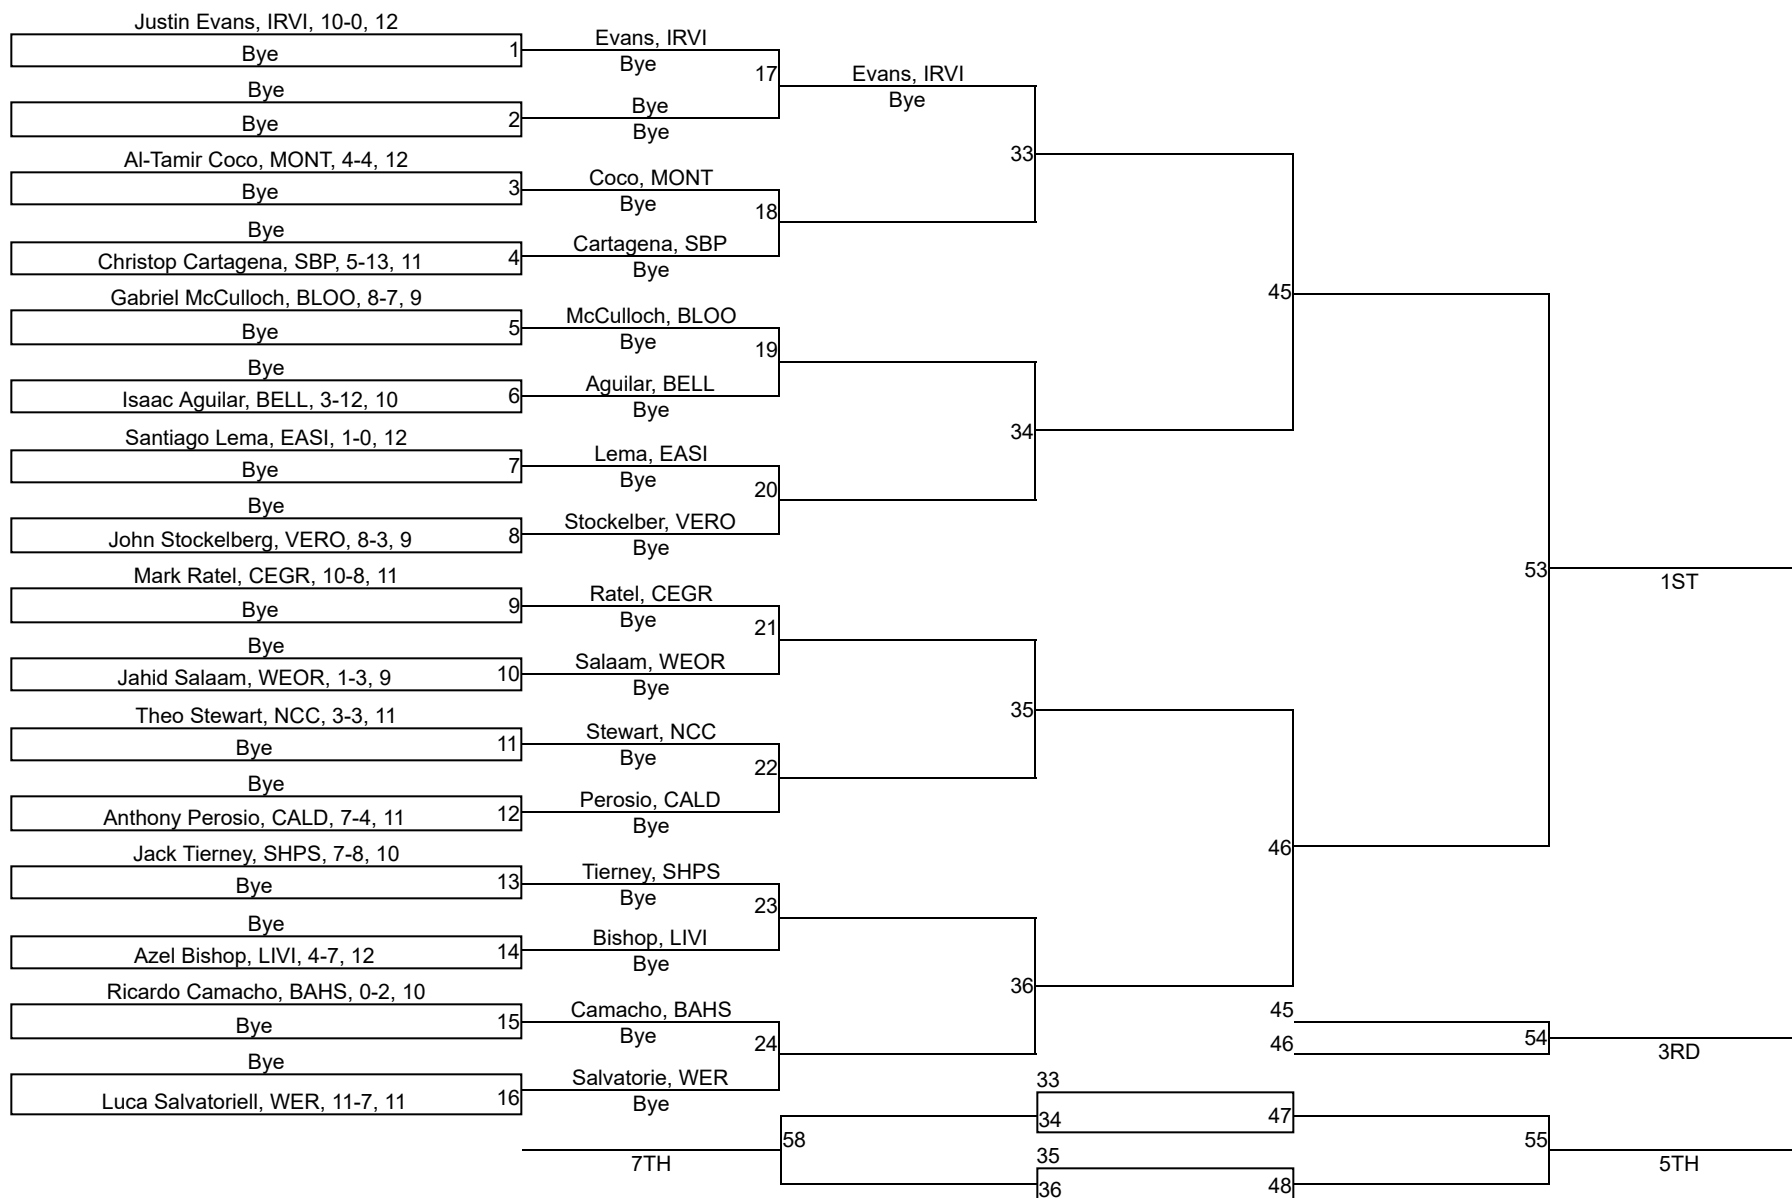 Justin Evans, IRVI, 10-0, 12
Bye
1
Bye
Bye
2
Al-Tamir Coco, MONT, 4-4, 12
Bye
3
Bye
Christop Cartagena, SBP, 5-13, 11
4
Gabriel McCulloch, BLOO, 8-7, 9
Bye
5
Bye
Isaac Aguilar, BELL, 3-12, 10
6
Santiago Lema, EASI, 1-0, 12
Bye
7
Bye
John Stockelberg, VERO, 8-3, 9
8
Mark Ratel, CEGR, 10-8, 11
Bye
9
Bye
Jahid Salaam, WEOR, 1-3, 9
10
Theo Stewart, NCC, 3-3, 11
Bye
11
Bye
Anthony Perosio, CALD, 7-4, 11
12
Jack Tierney, SHPS, 7-8, 10
Bye
13
Bye
Azel Bishop, LIVI, 4-7, 12
14
Ricardo Camacho, BAHS, 0-2, 10
Bye
15
Bye
Luca Salvatoriell, WER, 11-7, 11
16
Evans, IRVI
Bye
17
Bye
Bye
Coco, MONT
Bye
18
Cartagena, SBP
Bye
McCulloch, BLOO
Bye
19
Aguilar, BELL
Bye
Lema, EASI
Bye
20
Stockelber, VERO
Bye
Ratel, CEGR
Bye
21
Salaam, WEOR
Bye
Stewart, NCC
Bye
22
Perosio, CALD
Bye
Tierney, SHPS
Bye
23
Bishop, LIVI
Bye
Camacho, BAHS
Bye
24
Salvatorie, WER
Bye
Evans, IRVI
Bye
33
34
35
36
45
46
53
1ST
45
46
54
3RD
33
34
47
35
36
48
55
5TH
58
7TH